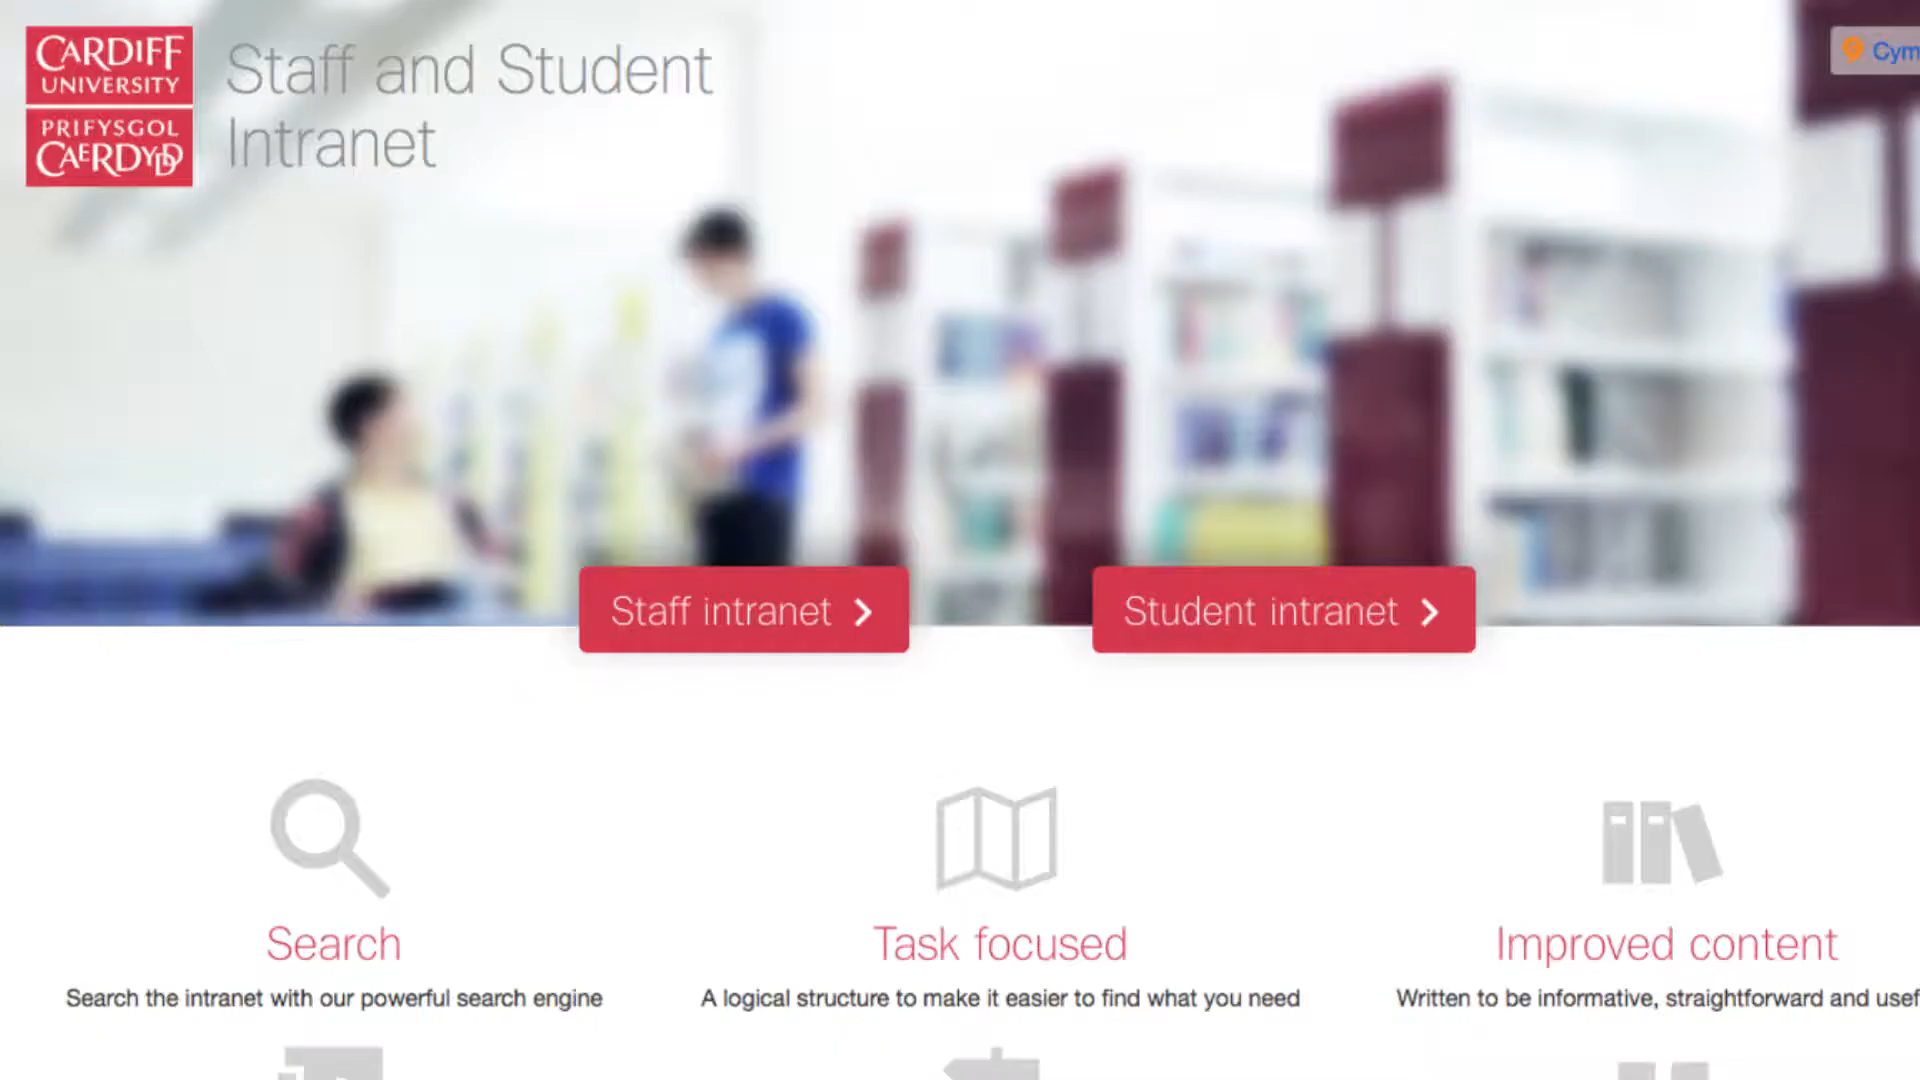 CARDIFF
UNIVERSITY
PRIFYSGOL
CAERDYDD
Staff and Student
Intranet
Staff intranet
Student intranet
Search
Search the intranet with our powerful search engine
Task focused
A logical structure to make it easier to find what you need
Improved content
Written to be informative, straightforward and